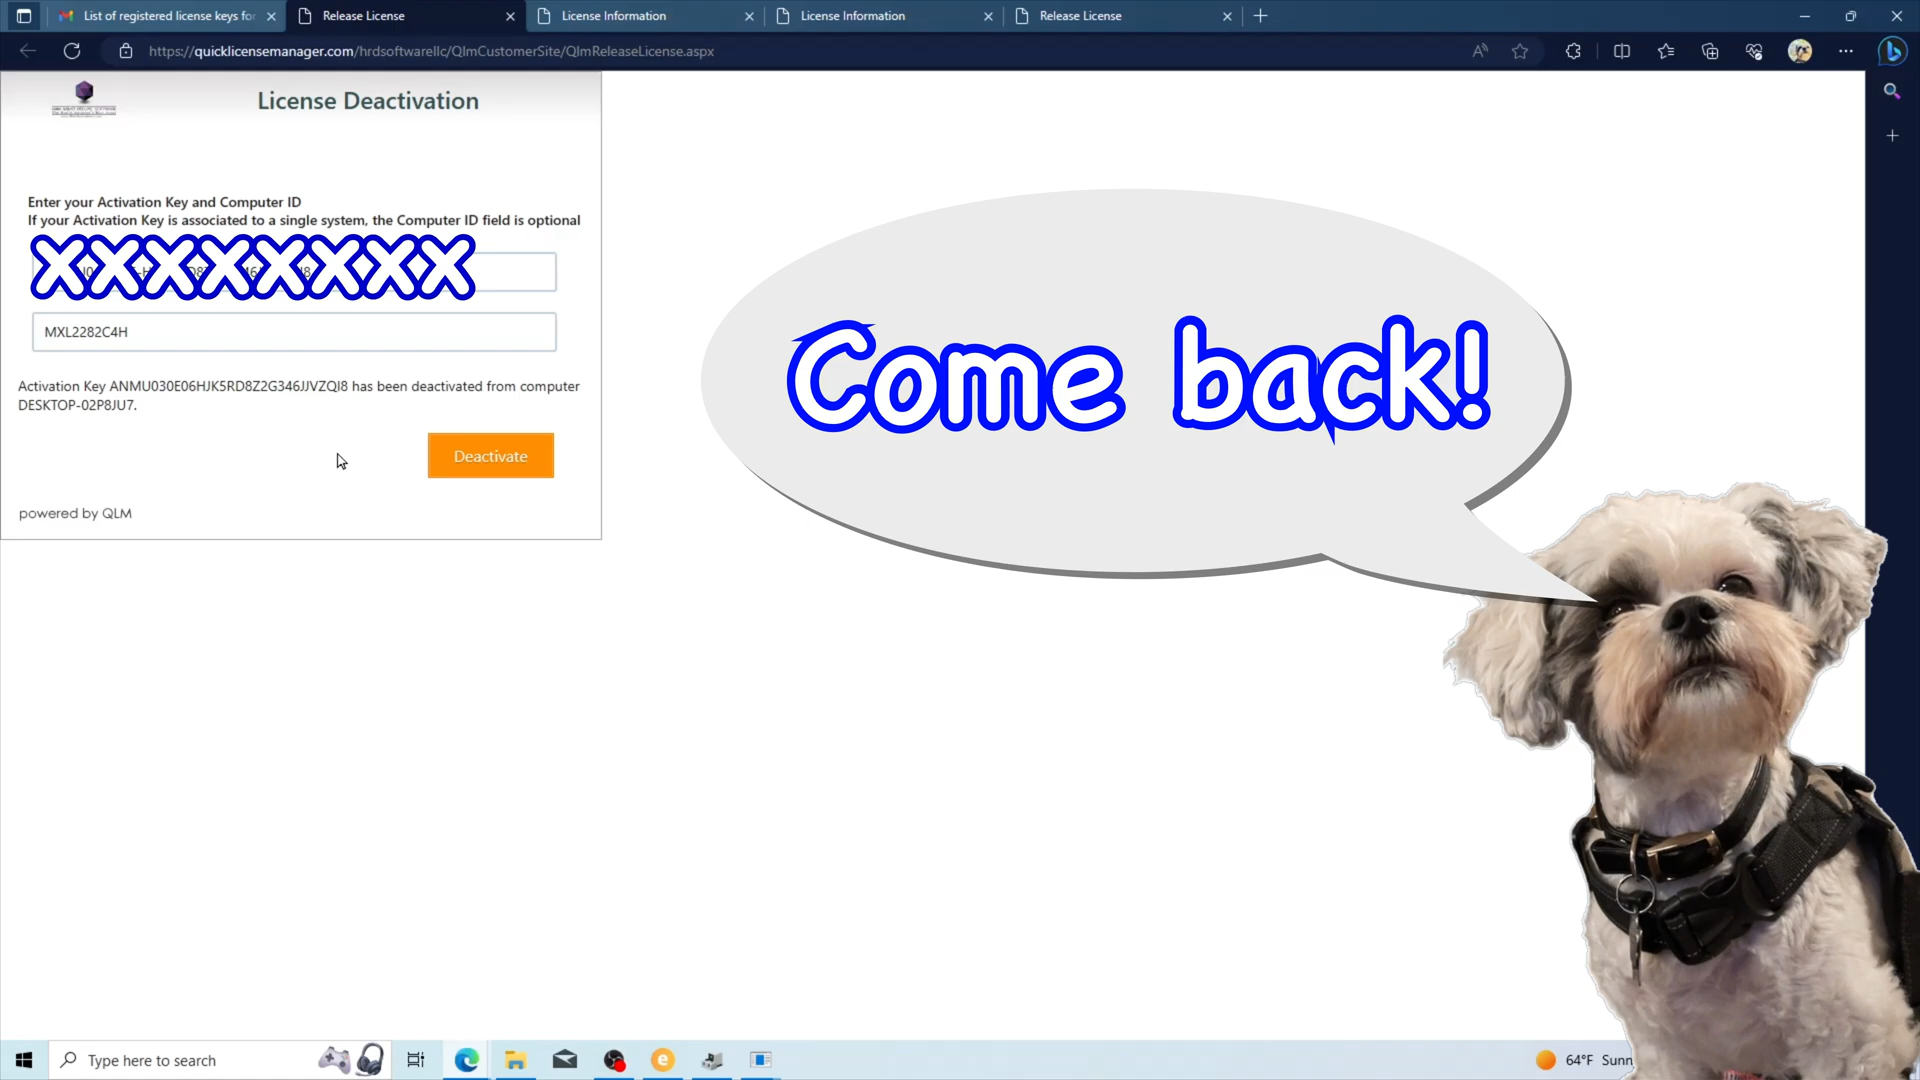 List of registered license keys for
Release License
License Information
License Information
Release License
https://quicklicensemanager.com/hrdsoftwarellc/QlmCustomerSite/QlmReleaseLicense.aspx
License Deactivation
Enter your Activation Key and Computer ID
If your Activation Key is associated to a single system, the Computer ID field is optional
XXXXXXXX
MXL2282C4H
Activation Key ANMU030E06HJK5RD8Z2G346JJVZQI8 has been deactivated from computer
DESKTOP-02P8JU7.
Deactivate
powered by QLM
Come back!
Type here to search
64°F Sunn